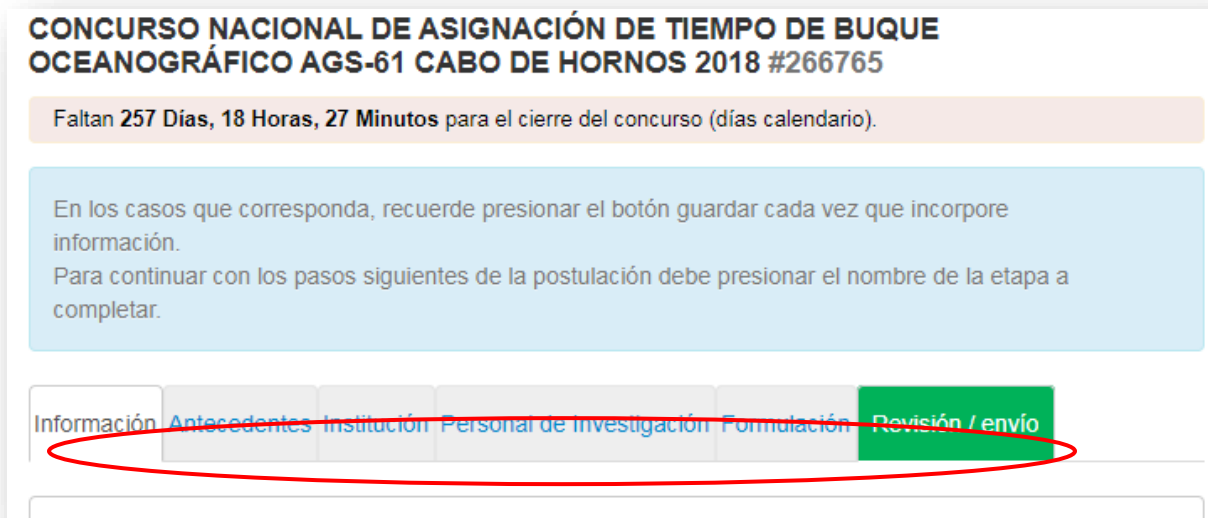 CONCURSO NACIONAL DE ASIGNACIÓN DE TIEMPO DE BUQUE
OCEANOGRÁFICO AGS-61 CABO DE HORNOS 2018 #266765
Faltan 257 Días, 18 Horas, 27 Minutos para el cierre del concurso (días calendario).
En los casos que corresponda, recuerde presionar el botón guardar cada vez que incorpore
información.
Para continuar con los pasos siguientes de la postulación debe presionar el nombre de la etapa a
completar.
Información Antecedentes Institución Personal de Investigación Formulación Revisión / envío